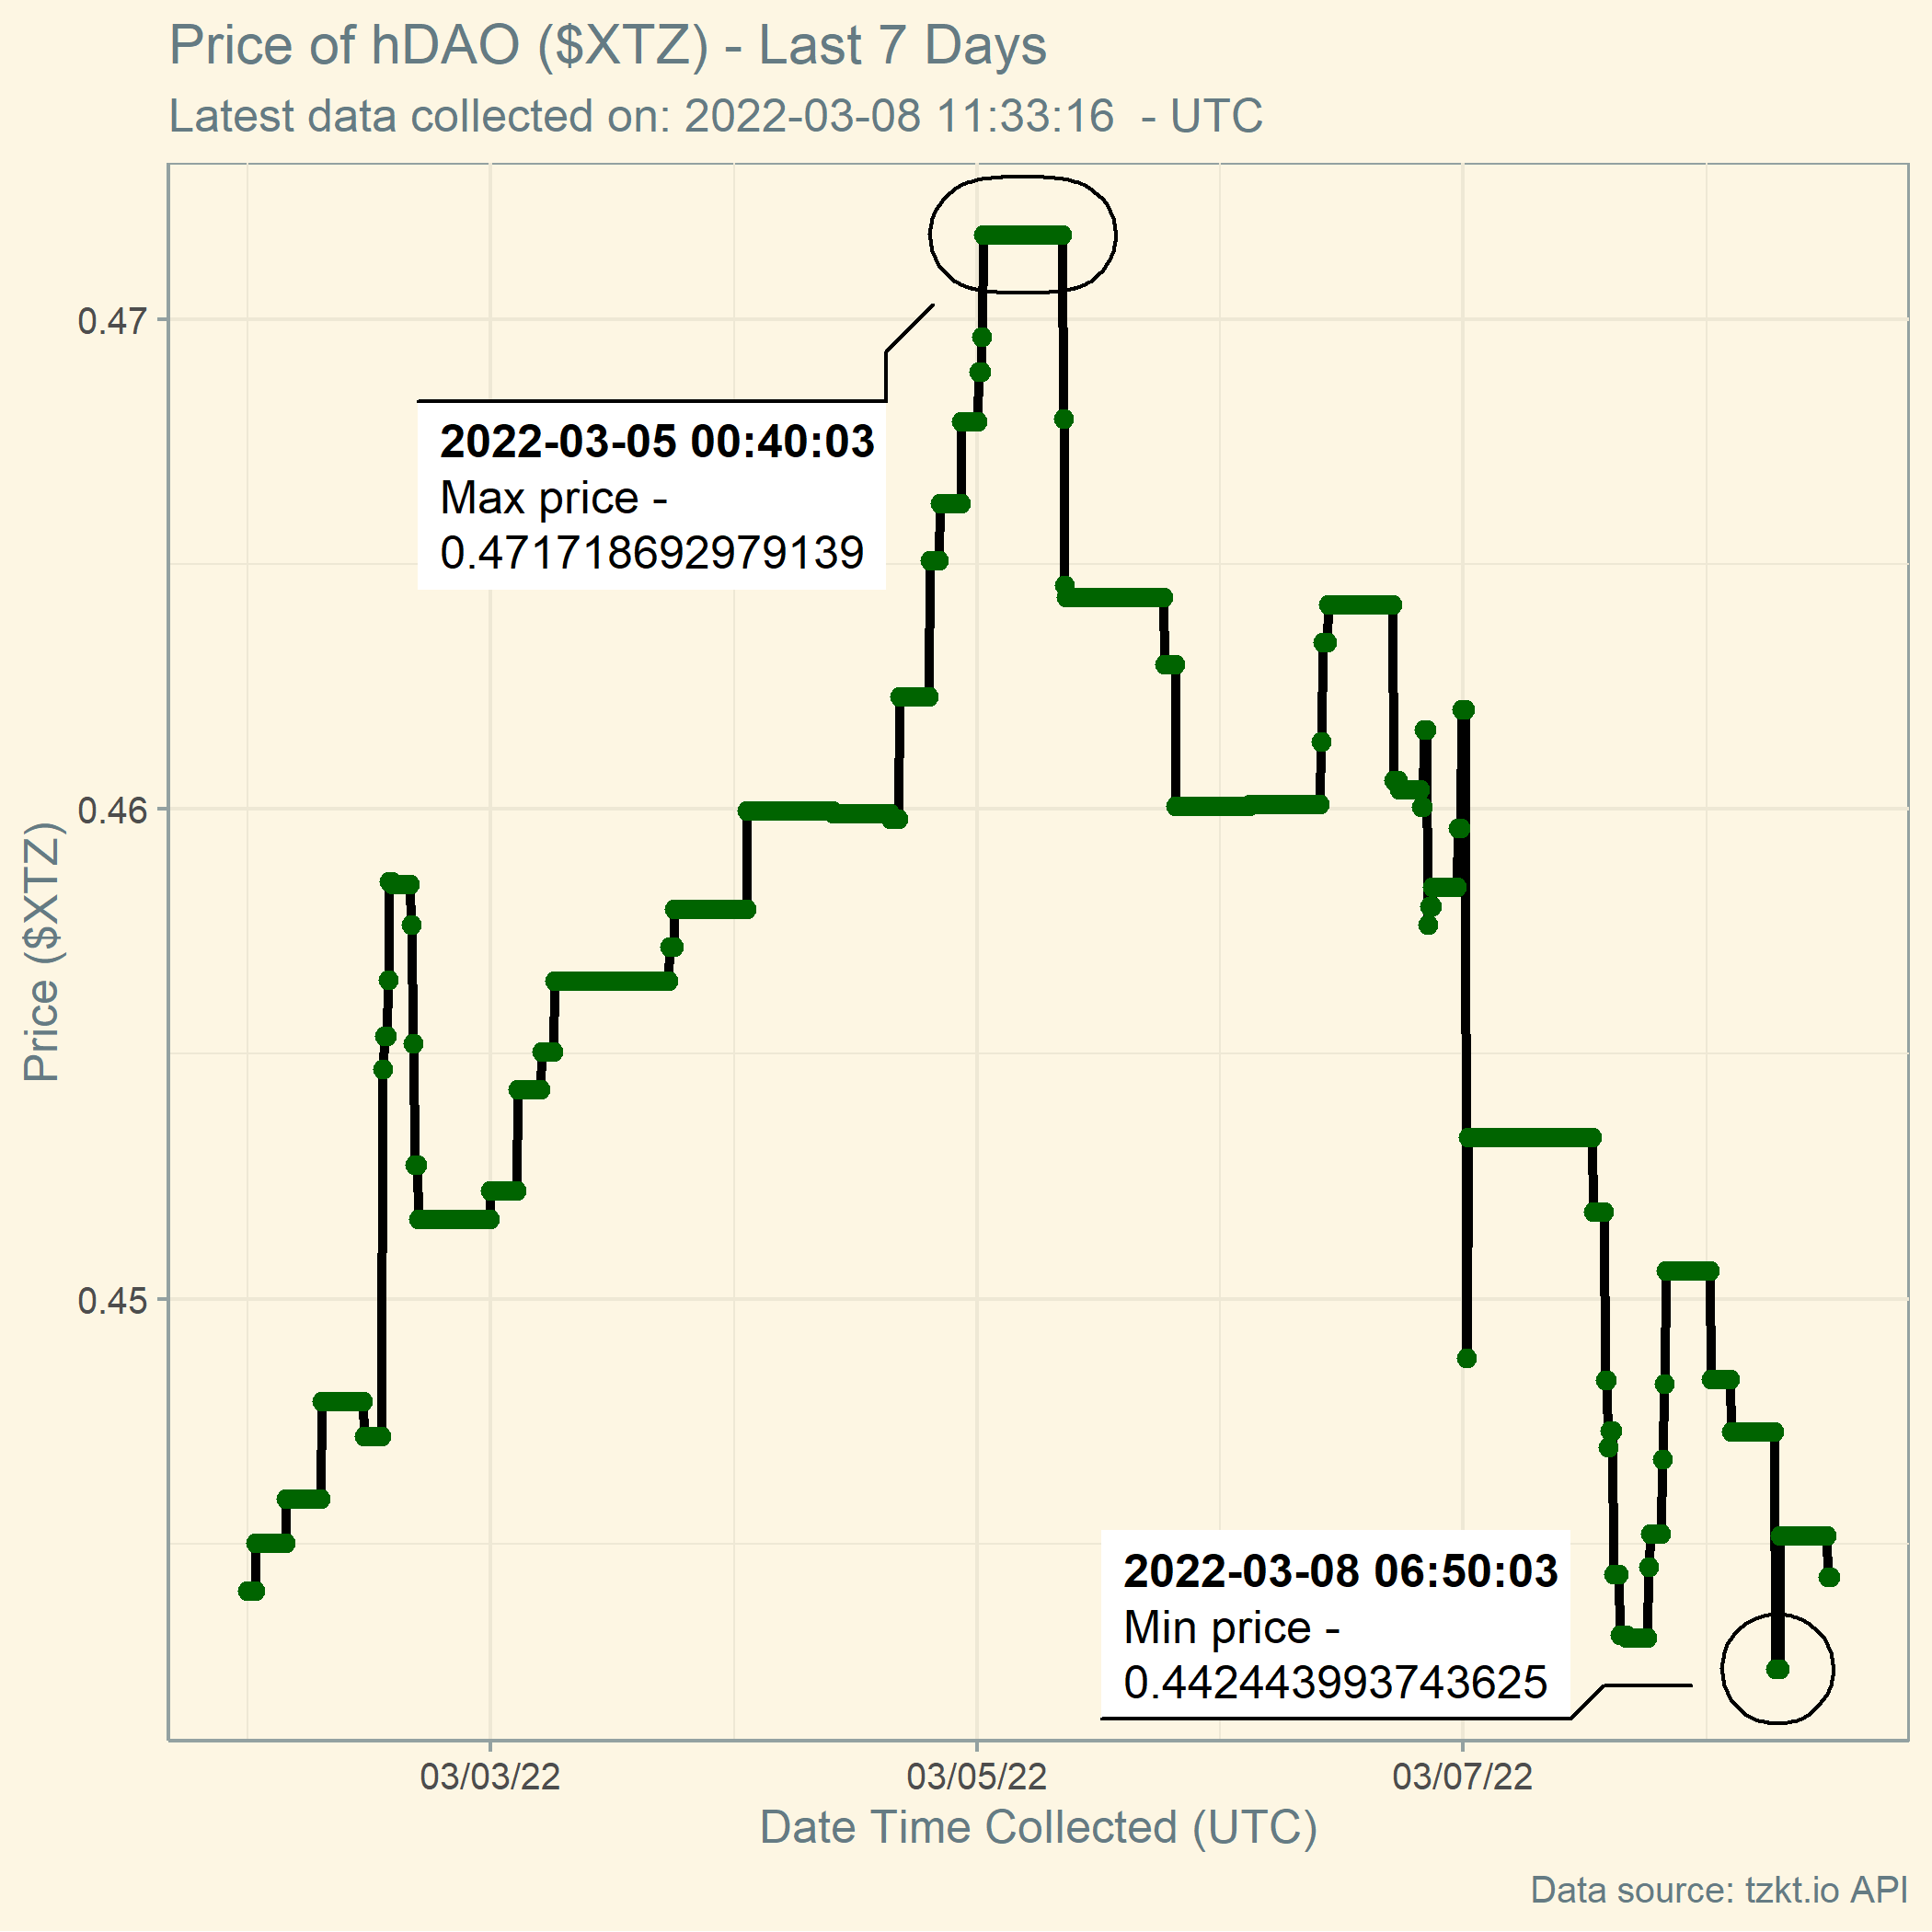 Price of hDAO ($XTZ) - Last 7 Days
Latest data collected on: 2022-03-08 11:33:16  - UTC
Price ($XTZ)
0.47
0.46
0.45
2022-03-05 00:40:03
Max price -
0.471718692979139
2022-03-08 06:50:03
Min price -
0.442443993743625
03/03/22
03/05/22
03/07/22
Date Time Collected (UTC)
Data source: tzkt.io API